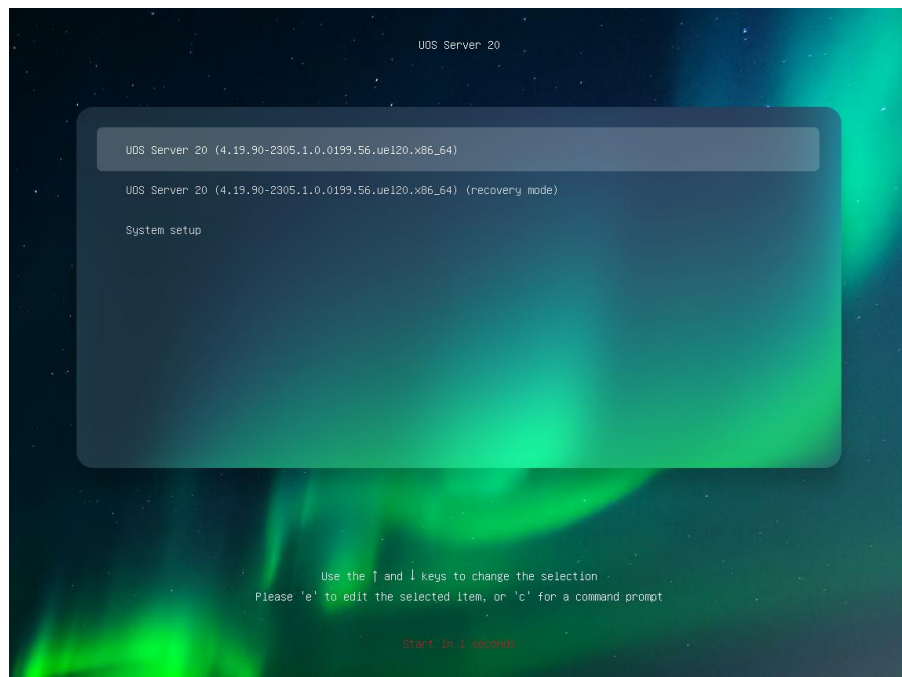 UOS Server 20
UOS Server 20 (4.19.90-2305.1.0.0199.56.uel20.x86_64)
UOS Server 20 (4.19.90-2305.1.0.0199.56.uel20.x86_64) (recovery mode)
System setup
Use the ↑ and ↓ keys to change the selection
Please 'e' to edit the selected item, or 'c' for a command prompt
Start in 1 seconds